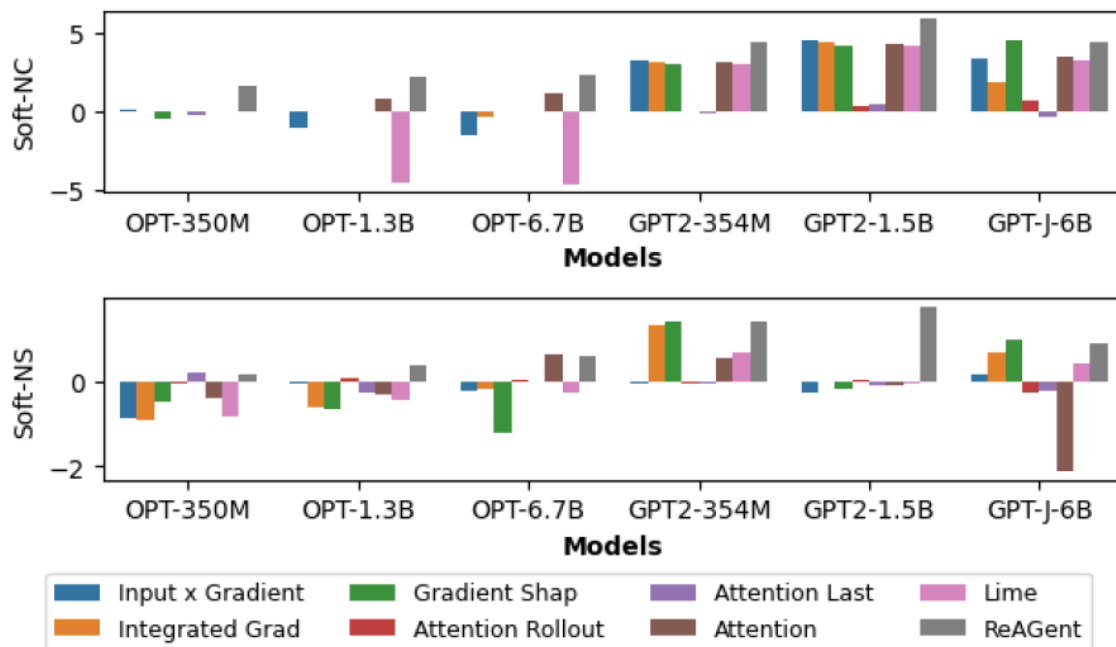 Soft-NC
5
0
−5
OPT-350M OPT-1.3B OPT-6.7B GPT2-354M GPT2-1.5B GPT-J-6B
Models
Soft-NS
0
−2
OPT-350M OPT-1.3B OPT-6.7B GPT2-354M GPT2-1.5B GPT-J-6B
Models
Input x Gradient Gradient Shap Attention Last Lime
Integrated Grad Attention Rollout Attention ReAGent